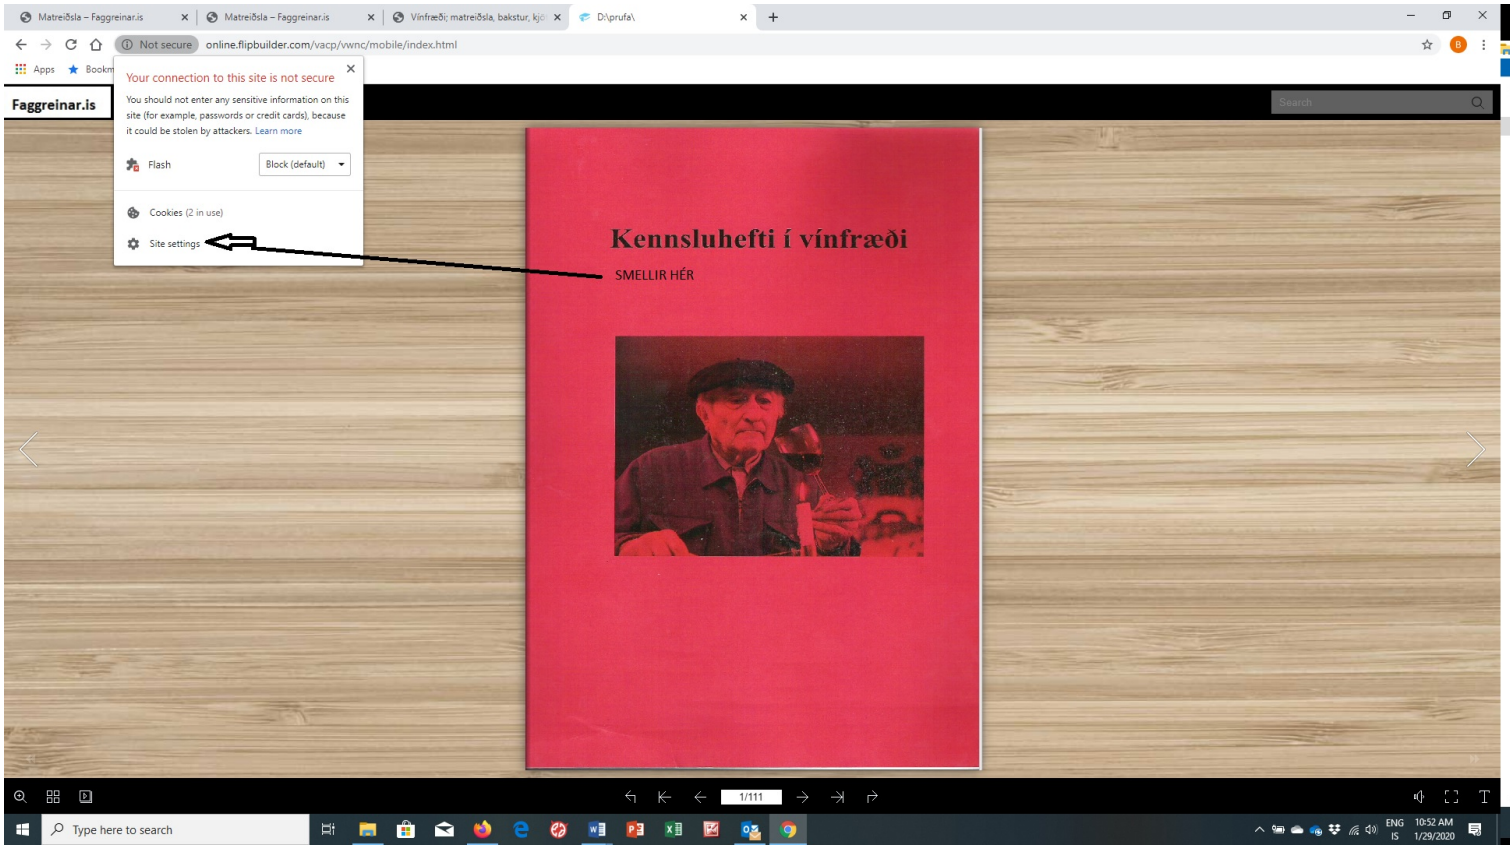 Matreiðsla – Faggreinar.is
Matreiðsla – Faggreinar.is
Vínfræði; matreiðsla, bakstur, kjö
D:\prufa\
Not secure
online.flipbuilder.com/vacp/vwnc/mobile/index.html
B
Apps
Bookm
Your connection to this site is not secure
You should not enter any sensitive information on this
site (for example, passwords or credit cards), because
it could be stolen by attackers. Learn more
Flash
Block (default)
Cookies (2 in use)
Site settings
Faggreinar.is
Search
Kennsluhefti í vínfræði
SMELLIR HÉR
1/111
Type here to search
ENG
IS
10:52 AM
1/29/2020